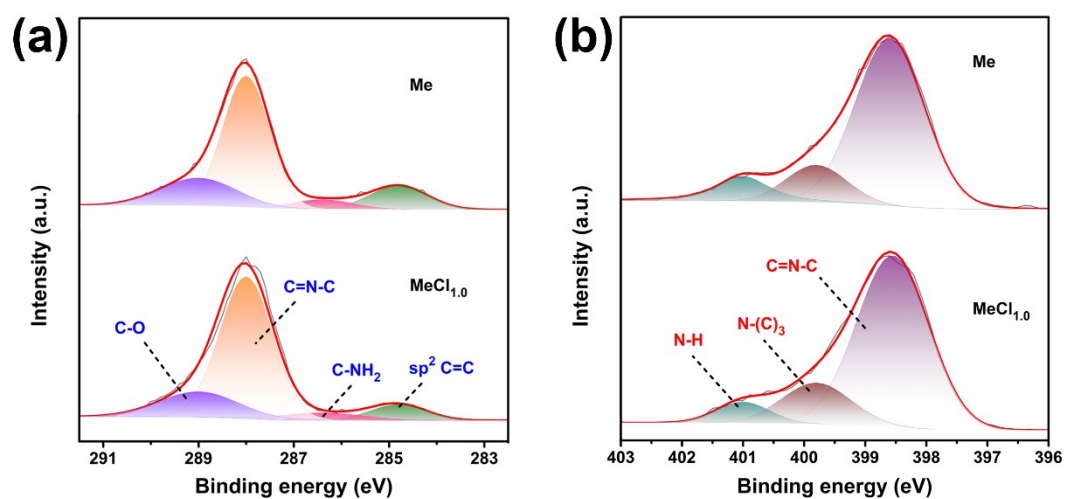 (a)
Intensity (a.u.)
Me
MeCl1.0
C-O
C=N-C
C-NH2
sp2 C=C
291 289 287 285 283
Binding energy (eV)
(b)
Intensity (a.u.)
Me
MeCl1.0
N-H
N-(C)3
C=N-C
403 402 401 400 399 398 397 396
Binding energy (eV)